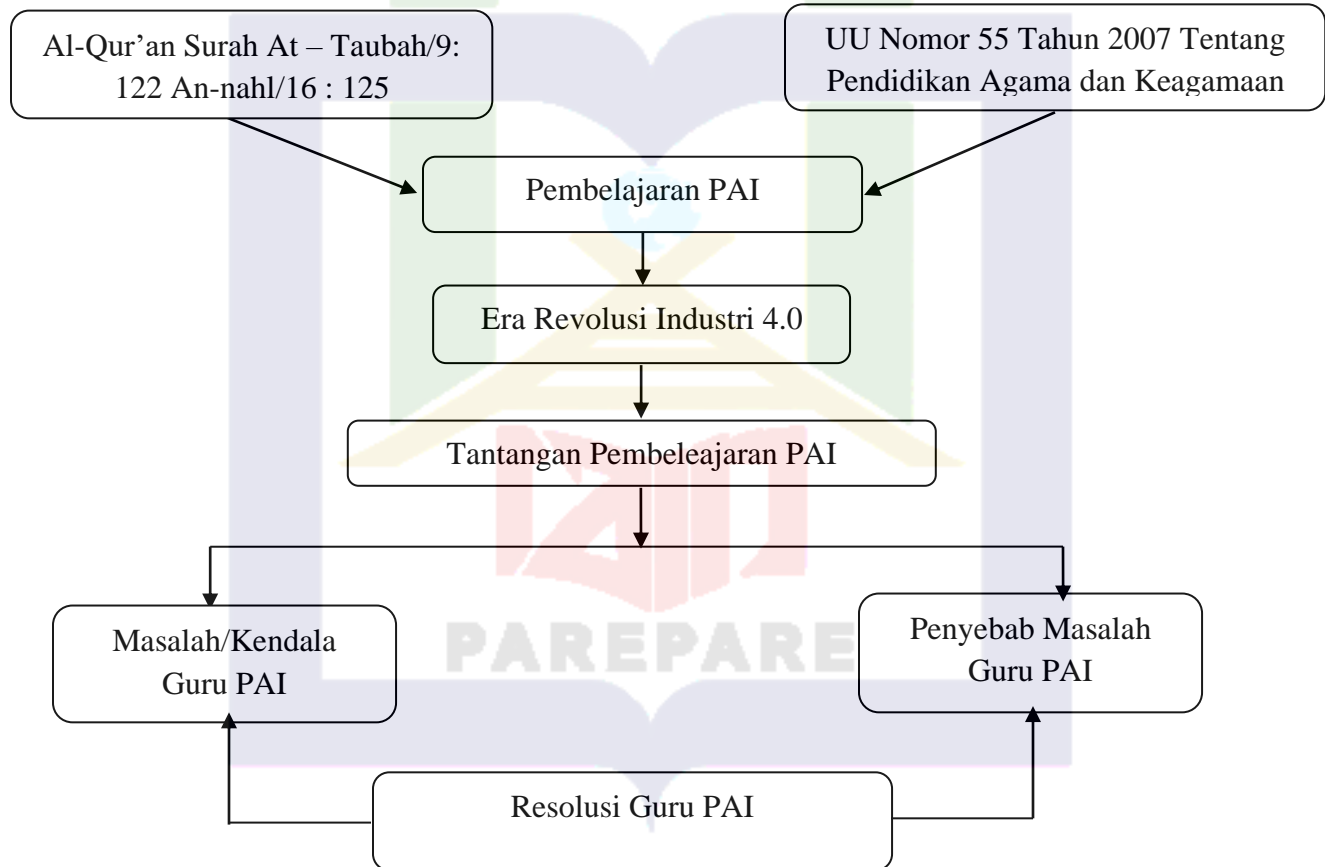 Al-Qur’an Surah At – Taubah/9:
122 An-nahl/16 : 125
UU Nomor 55 Tahun 2007 Tentang
Pendidikan Agama dan Keagamaan
Pembelajaran PAI
Era Revolusi Industri 4.0
Tantangan Pembeleajaran PAI
Masalah/Kendala
Guru PAI
Penyebab Masalah
Guru PAI
PAREPARE
Resolusi Guru PAI